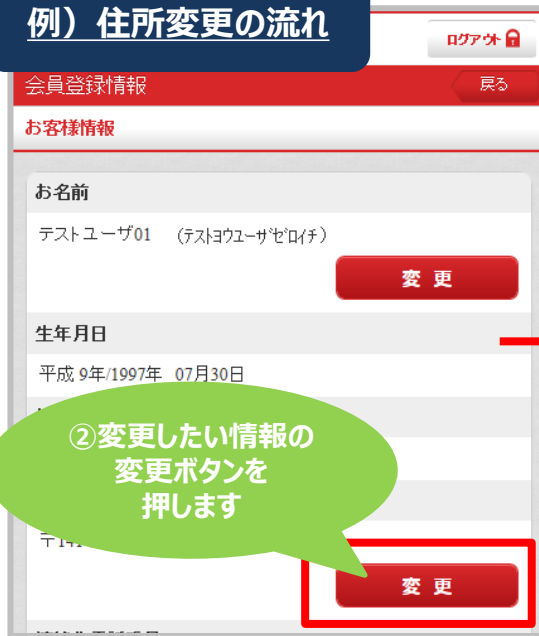 例）住所変更の流れ
ログアウト
会員登録情報
戻る
お客様情報
お名前
テストユーザ01 （テストヨウユーザゼロイチ）
変 更
生年月日
平成 9年/1997年 07月30日
②変更したい情報の
変更ボタンを
押します
変 更